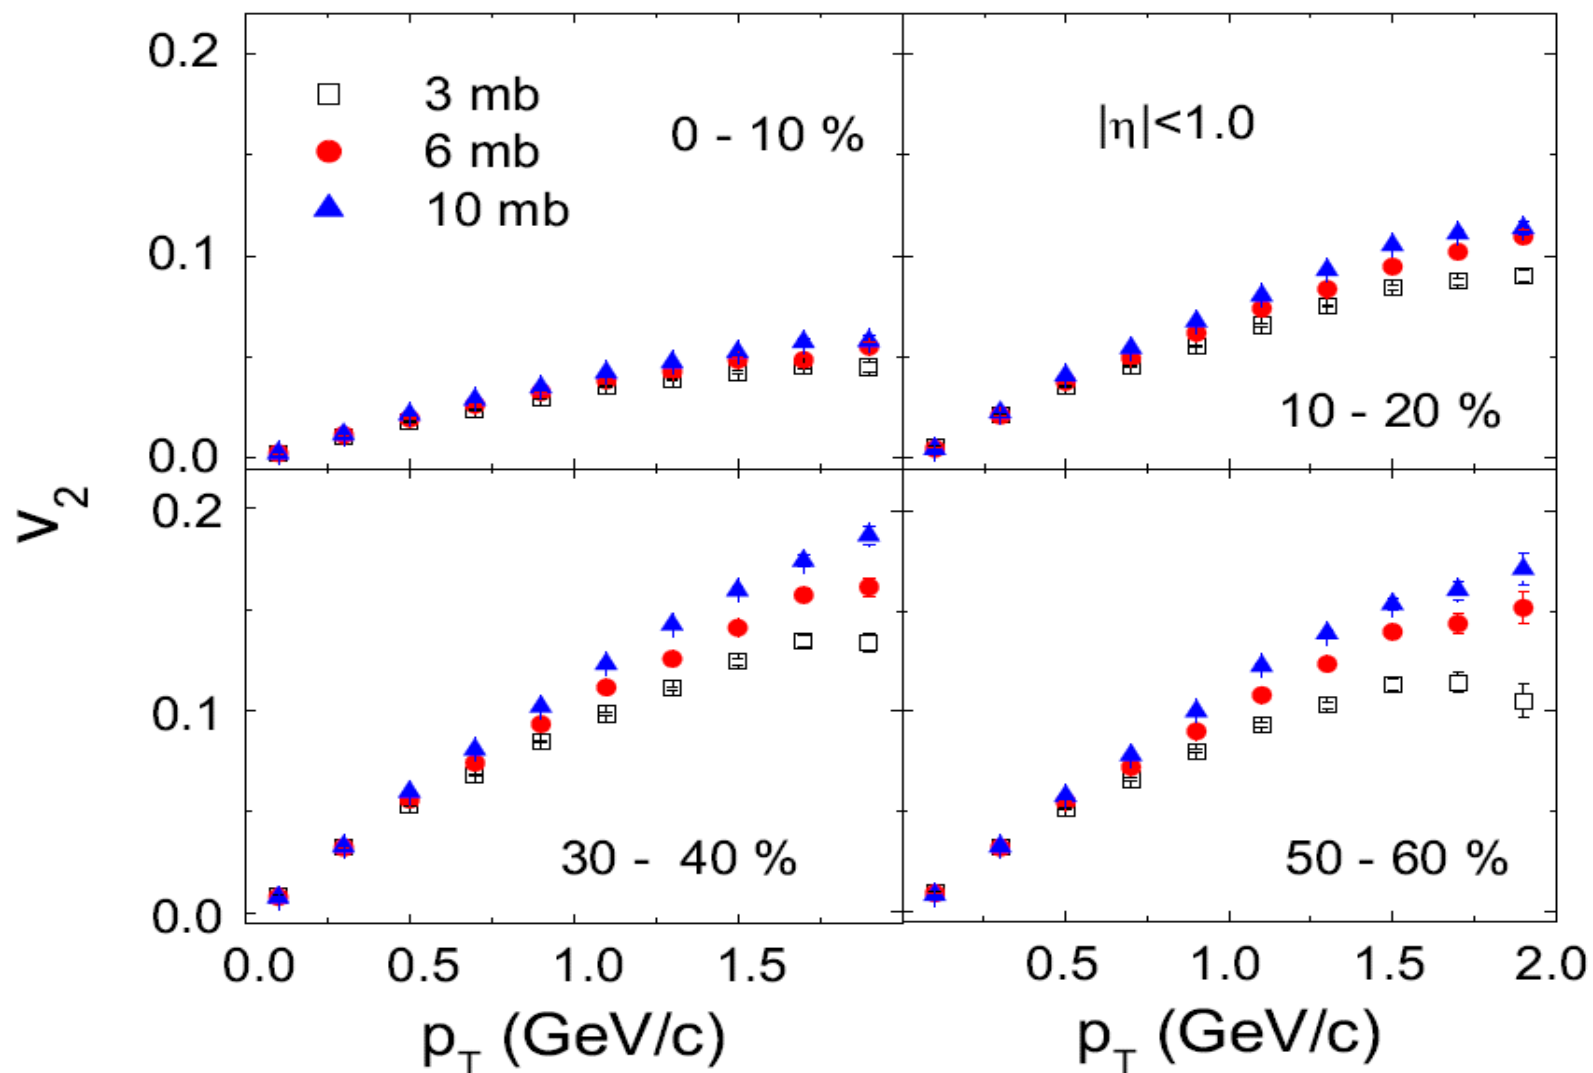 0.2
3 mb
6 mb
10 mb
0 - 10 %
|η|<1.0
0.1
10 - 20 %
0.0
v2
0.2
0.1
30 - 40 %
50 - 60 %
0.0
0.0 0.5 1.0 1.5
0.5 1.0 1.5 2.0
pT (GeV/c)
pT (GeV/c)